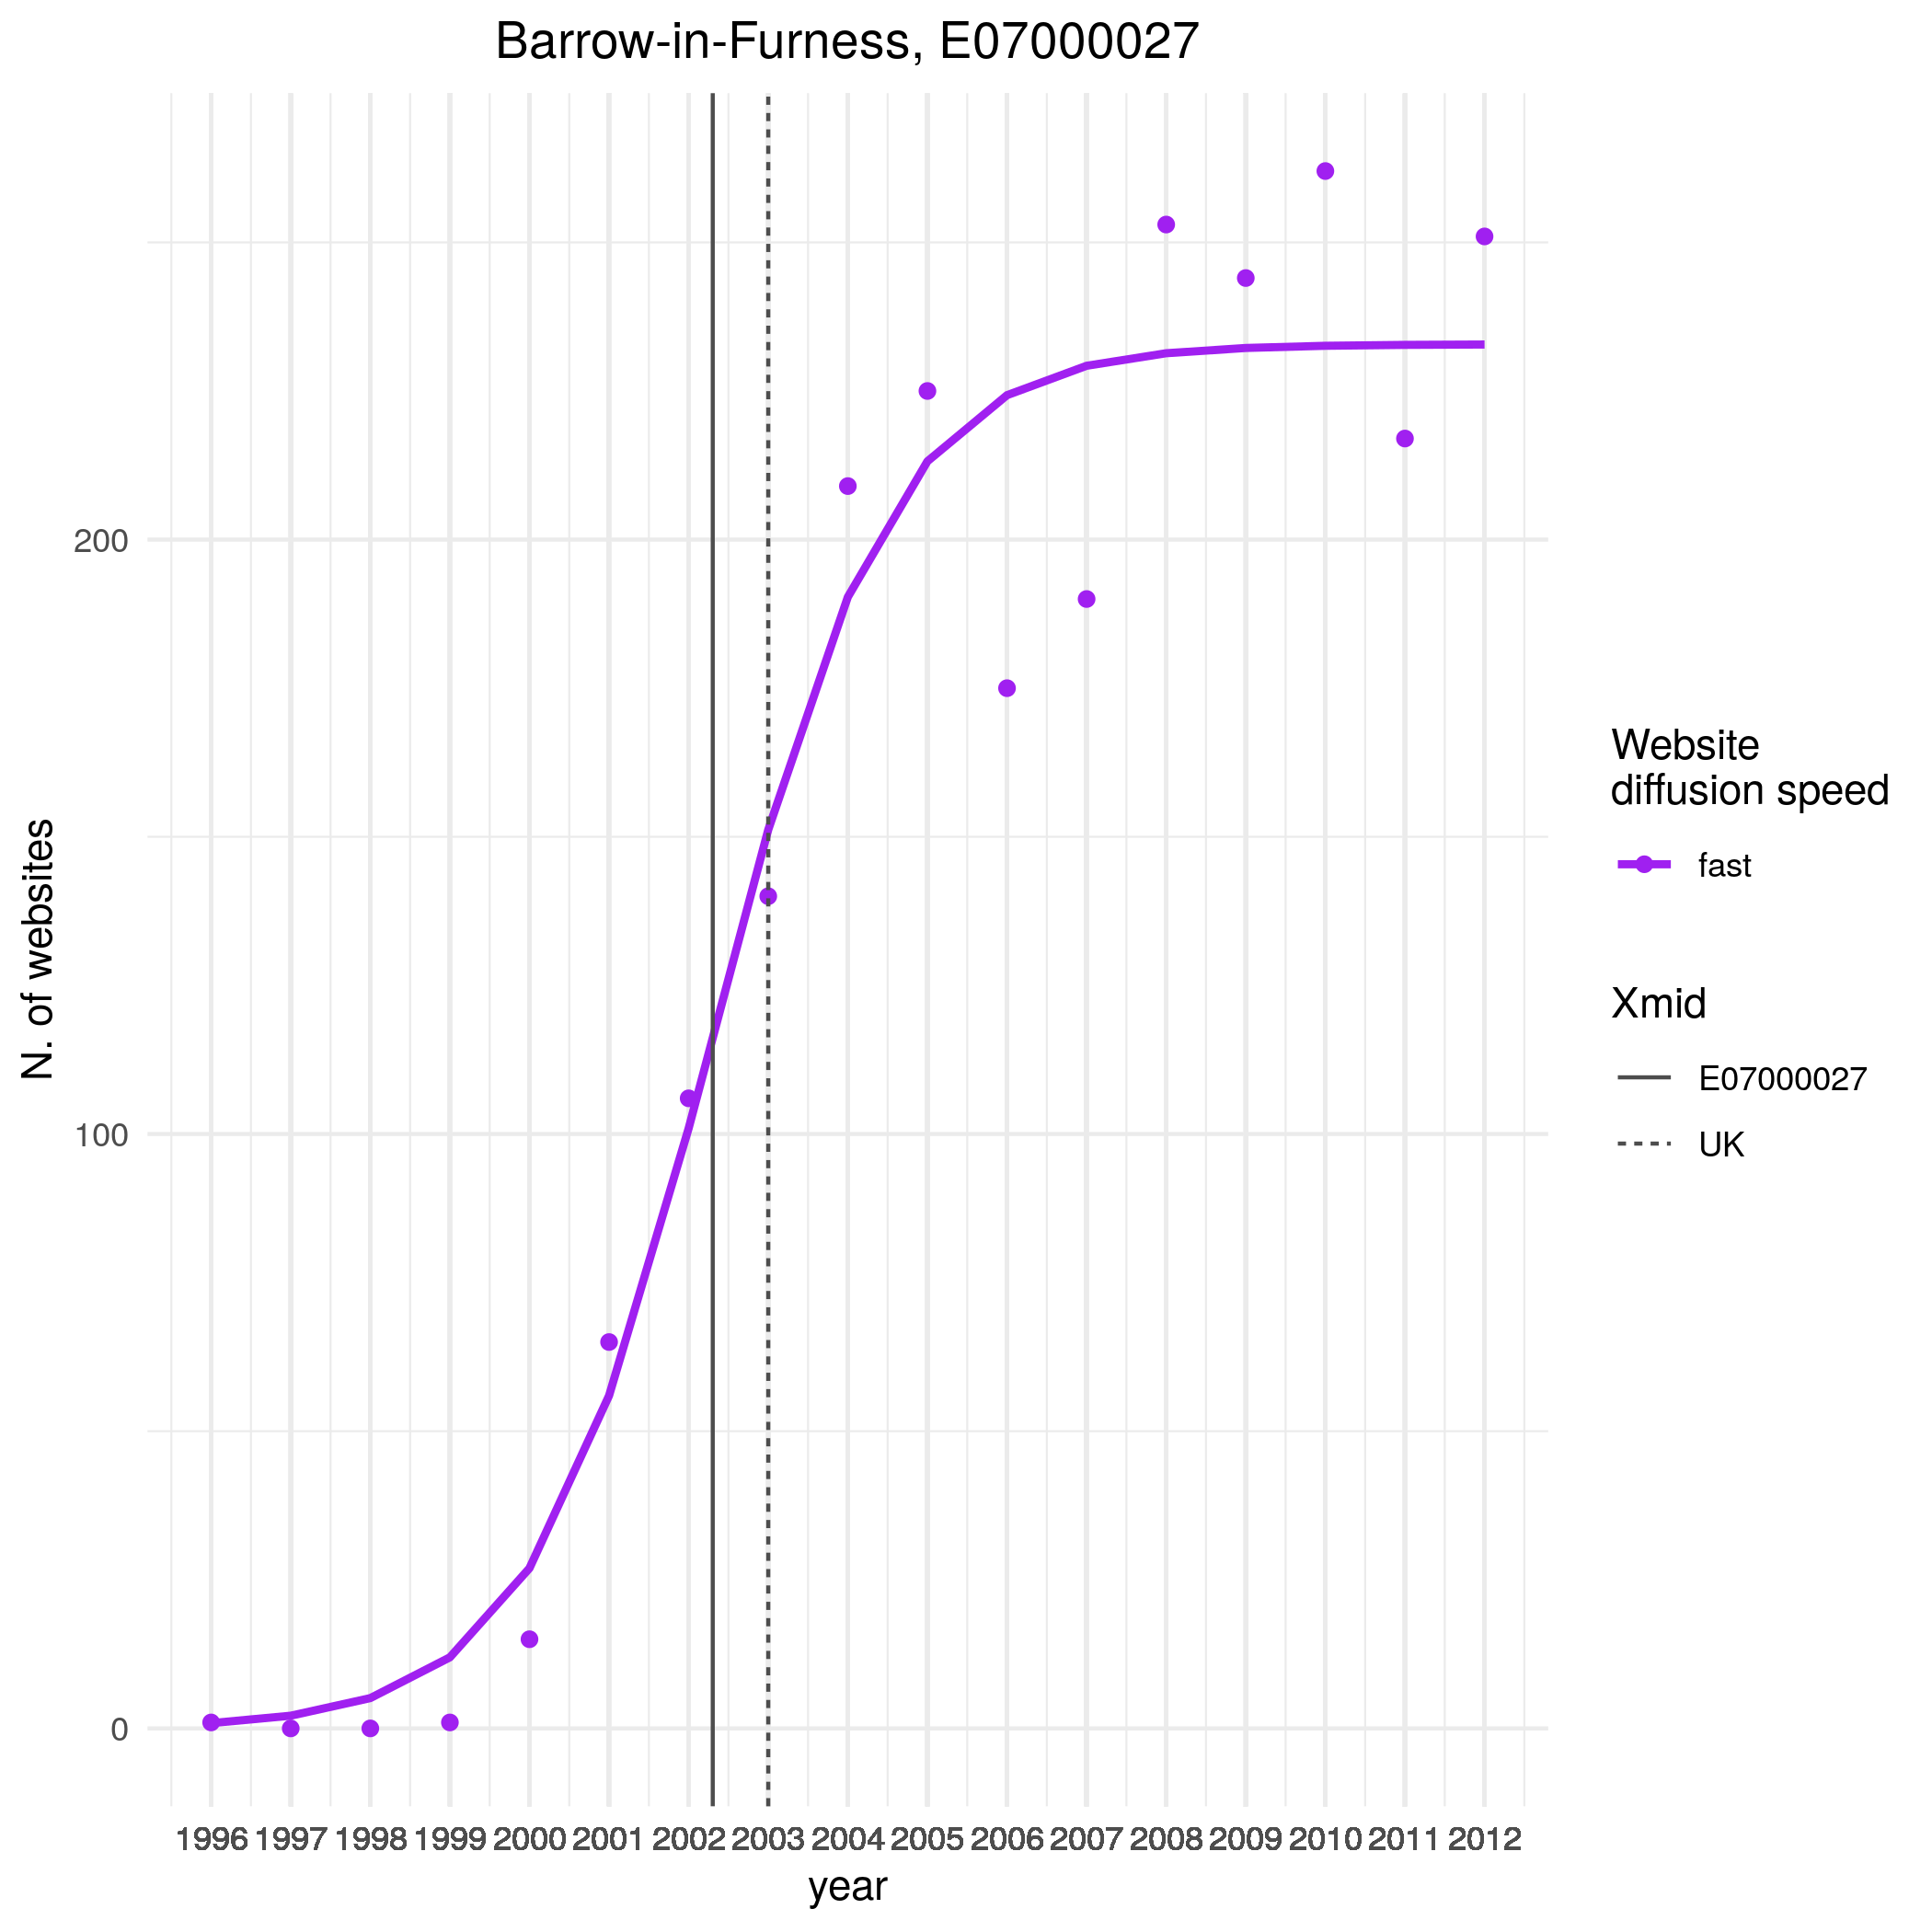 Barrow-in-Furness, E07000027
N. of websites
200
100
0
1996 1997 1998 1999 2000 2001 2002 2003 2004 2005 2006 2007 2008 2009 2010 2011 2012
year
Website
diffusion speed
fast
Xmid
E07000027
UK